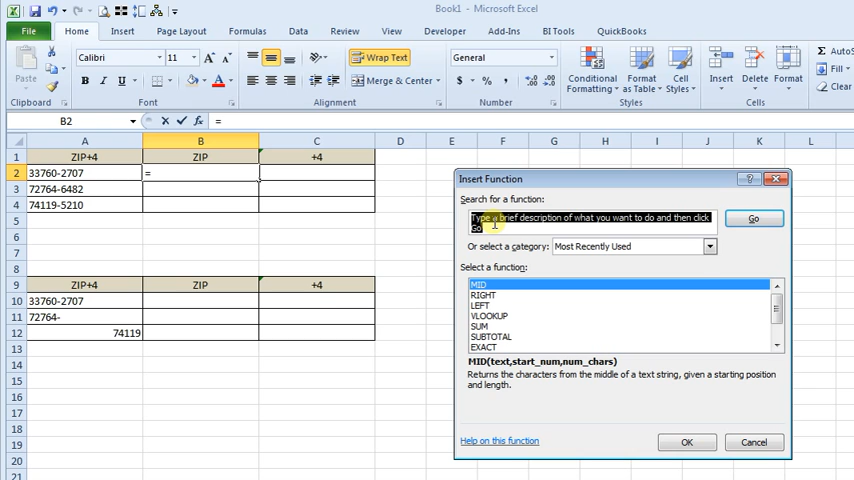 Book1 - Microsoft Excel
File Home Insert Page Layout Formulas Data Review View Developer Add-Ins BI Tools QuickBooks
Paste
Calibri 11 A A
Wrap Text
General
Conditional Formatting
Format as Table
Cell Styles
Insert
Delete
Format
AutoSu
Fill
Clear
B I U
Merge & Center
$ % ,
Clipboard Font Alignment Number Styles Cells
B2 fx =
A B C D E F G H I J K L
1 ZIP+4 ZIP +4
2 33760-2707 =
3 72764-6482
4 74119-5210
5
6
7
8
9 ZIP+4 ZIP +4
10 33760-2707
11 72764-
12 74119
13
14
15
16
17
18
19
20
21
Insert Function
Search for a function:
Type a brief description of what you want to do and then click
Go
Go
Or select a category: Most Recently Used
Select a function:
MID
RIGHT
LEFT
VLOOKUP
SUM
SUBTOTAL
EXACT
MID(text,start_num,num_chars)
Returns the characters from the middle of a text string, given a starting position
and length.
Help on this function
OK
Cancel